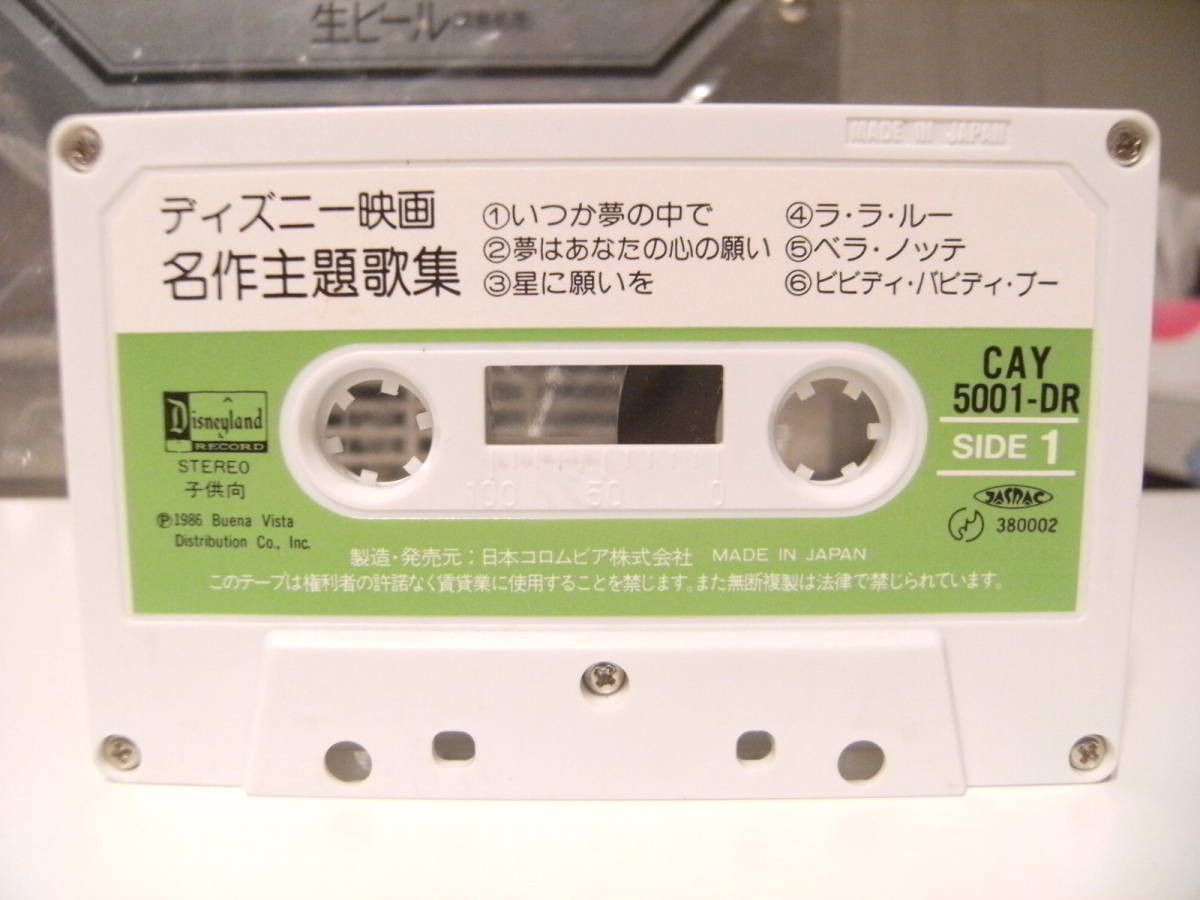 生ビール
MADE IN JAPAN
ディズニー映画
名作主題歌集
①いつか夢の中で
②夢はあなたの心の願い
③星に願いを
④ラ・ラ・ルー
⑤ベラ・ノッテ
⑥ビビディ・バビディ・ブー
CAY
5001-DR
SIDE 1
JASRAC
380002
Disneyland
RECORD
STEREO
子供向
Ⓟ1986 Buena Vista
Distribution Co., Inc.
100 50 0
製造・発売元：日本コロムビア株式会社 MADE IN JAPAN
このテープは権利者の許諾なく賃貸業に使用することを禁じます。また無断複製は法律で禁じられています。